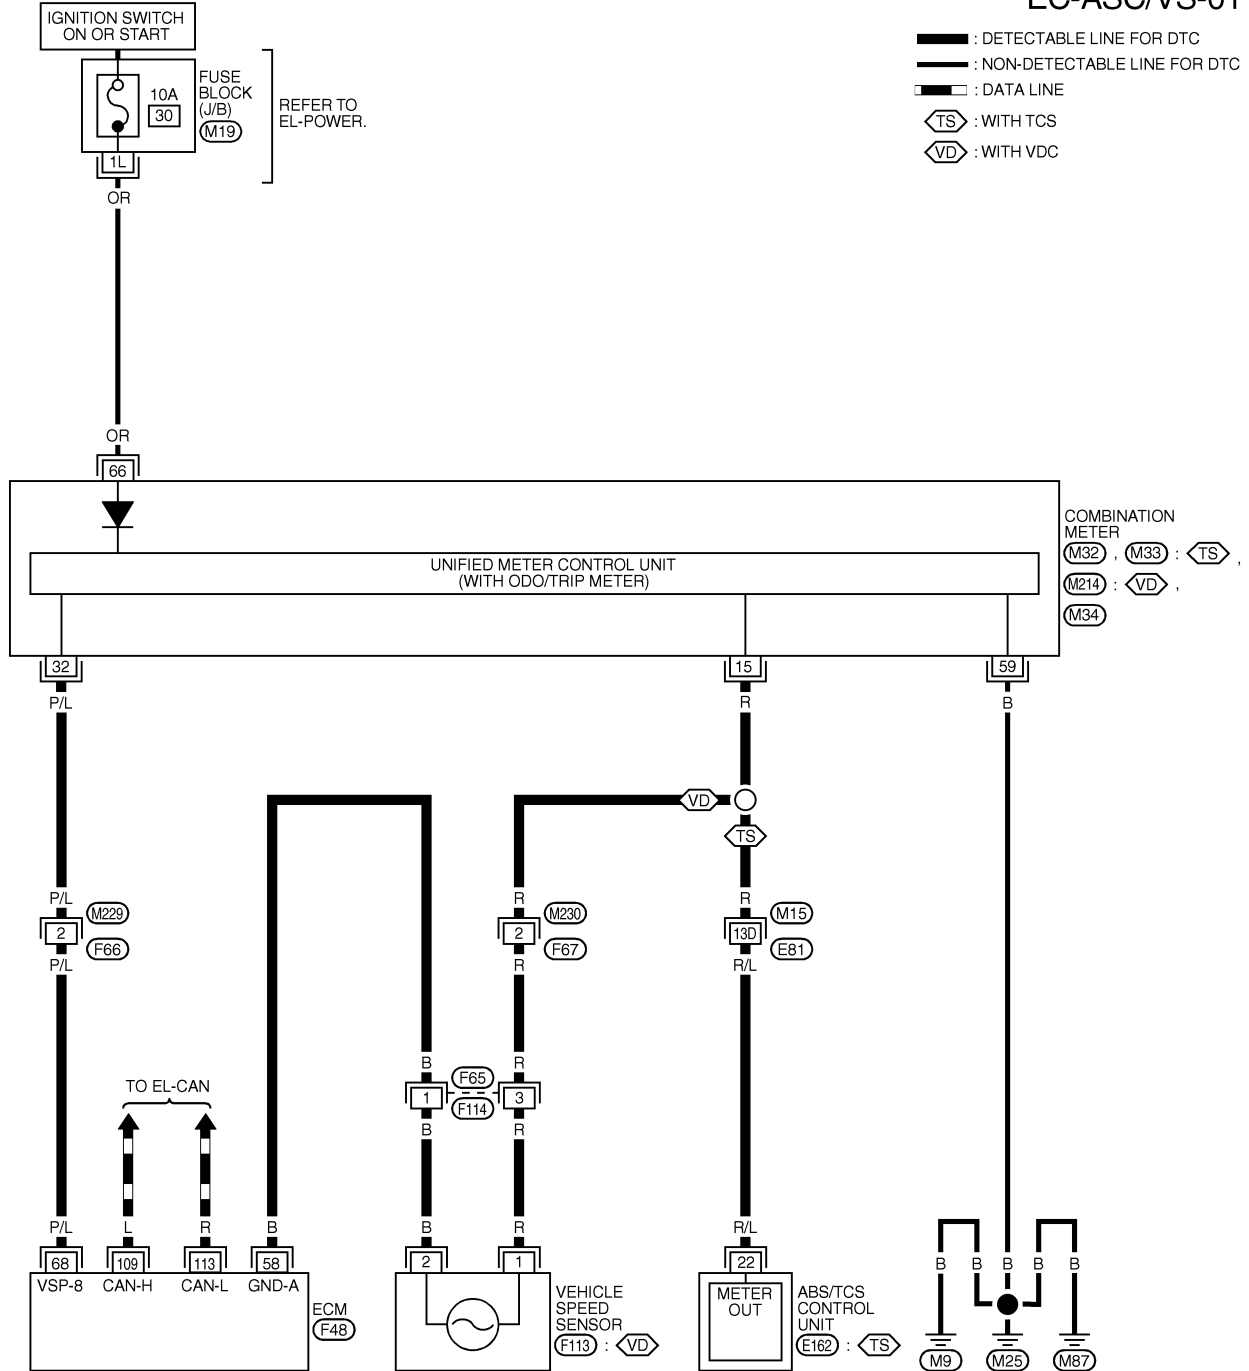 EC-ASC/VS-01
IGNITION SWITCH
ON OR START
10A
30
FUSE
BLOCK
(J/B)
M19
REFER TO
EL-POWER.
: DETECTABLE LINE FOR DTC
: NON-DETECTABLE LINE FOR DTC
: DATA LINE
TS : WITH TCS
VD : WITH VDC
1L
OR
OR
66
UNIFIED METER CONTROL UNIT
(WITH ODO/TRIP METER)
COMBINATION
METER
M32 , M33 : TS ,
M214 : VD ,
M34
32 15 59
P/L R B
VD
TS
P/L R R
M229 M230 M15
2 2 13D
F66 F67 E81
P/L R R/L
B R
F65
1 3
F114
B R
TO EL-CAN
P/L L R B B R R/L
68 109 113 58 2 1 22
VSP-8 CAN-H CAN-L GND-A
ECM
F48
VEHICLE
SPEED
SENSOR
F113 : VD
METER
OUT
ABS/TCS
CONTROL
UNIT
E162 : TS
B B B B B
M9 M25 M87